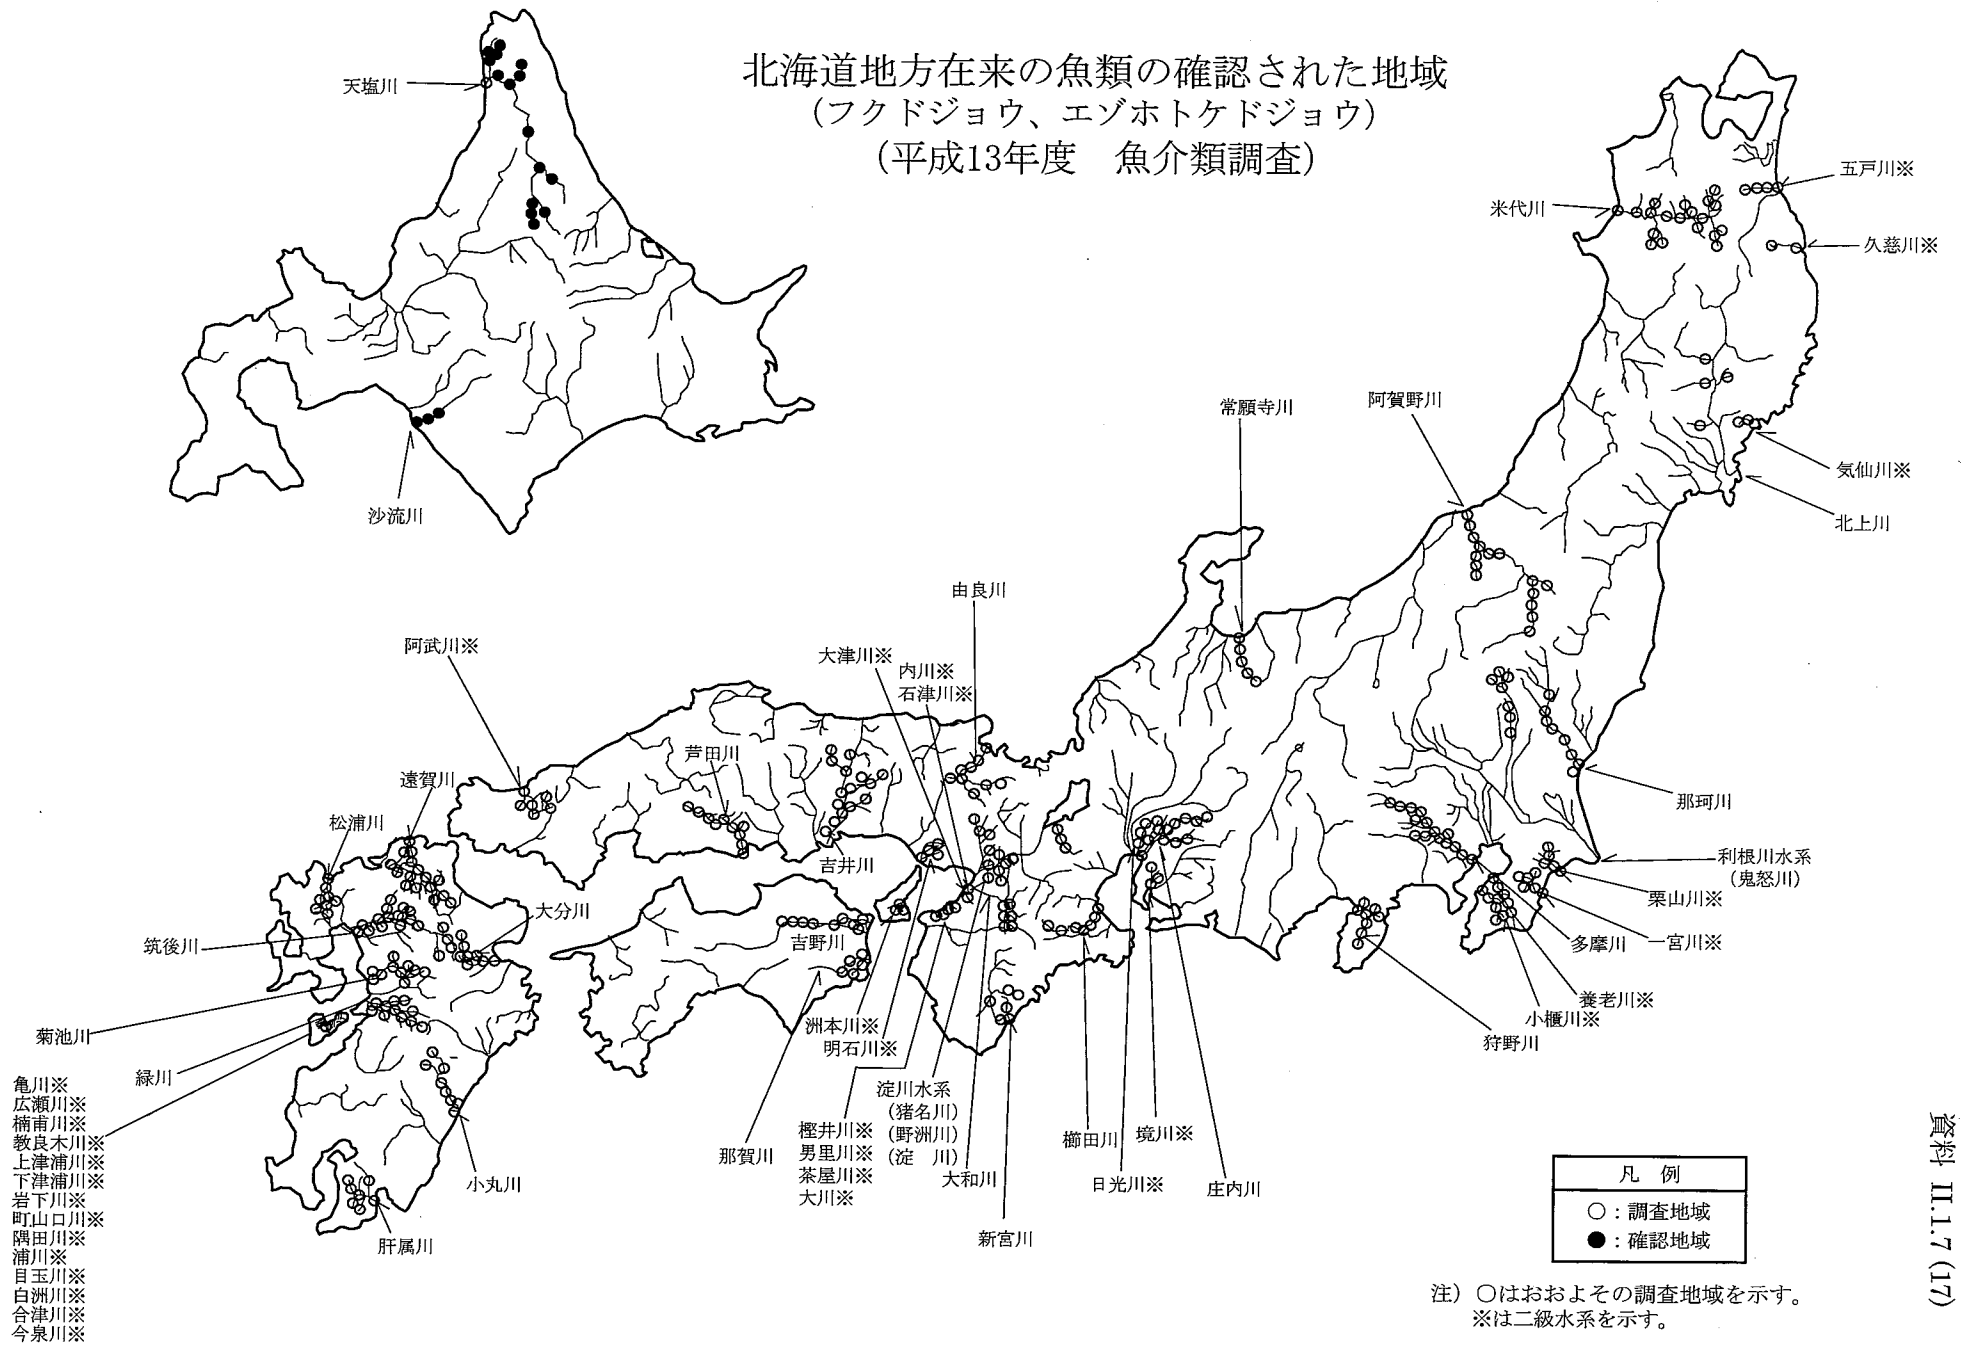 北海道地方在来の魚類の確認された地域
(フクドジョウ、エゾホトケドジョウ)
(平成13年度　魚介類調査)
天塩川
沙流川
五戸川※
米代川
久慈川※
常願寺川
阿賀野川
気仙川※
北上川
由良川
阿武川※
大津川※
内川※
石津川※
芦田川
遠賀川
松浦川
吉井川
那珂川
利根川水系
(鬼怒川)
栗山川※
大分川
吉野川
筑後川
多摩川
一宮川※
養老川※
小櫃川※
狩野川
洲本川※
明石川※
菊池川
緑川
淀川水系
(猪名川)
(野洲川)
(淀　川)
樫井川※
男里川※
茶屋川※
大川※
那賀川
大和川
櫛田川
境川※
日光川※
庄内川
新宮川
小丸川
肝属川
亀川※
広瀬川※
楠甫川※
教良木川※
上津浦川※
下津浦川※
岩下川※
町山口川※
隅田川※
浦川※
目玉川※
白洲川※
合津川※
今泉川※
凡　例
○：調査地域
●：確認地域
注）○はおおよその調査地域を示す。
※は二級水系を示す。
資料 II.1.7 (17)